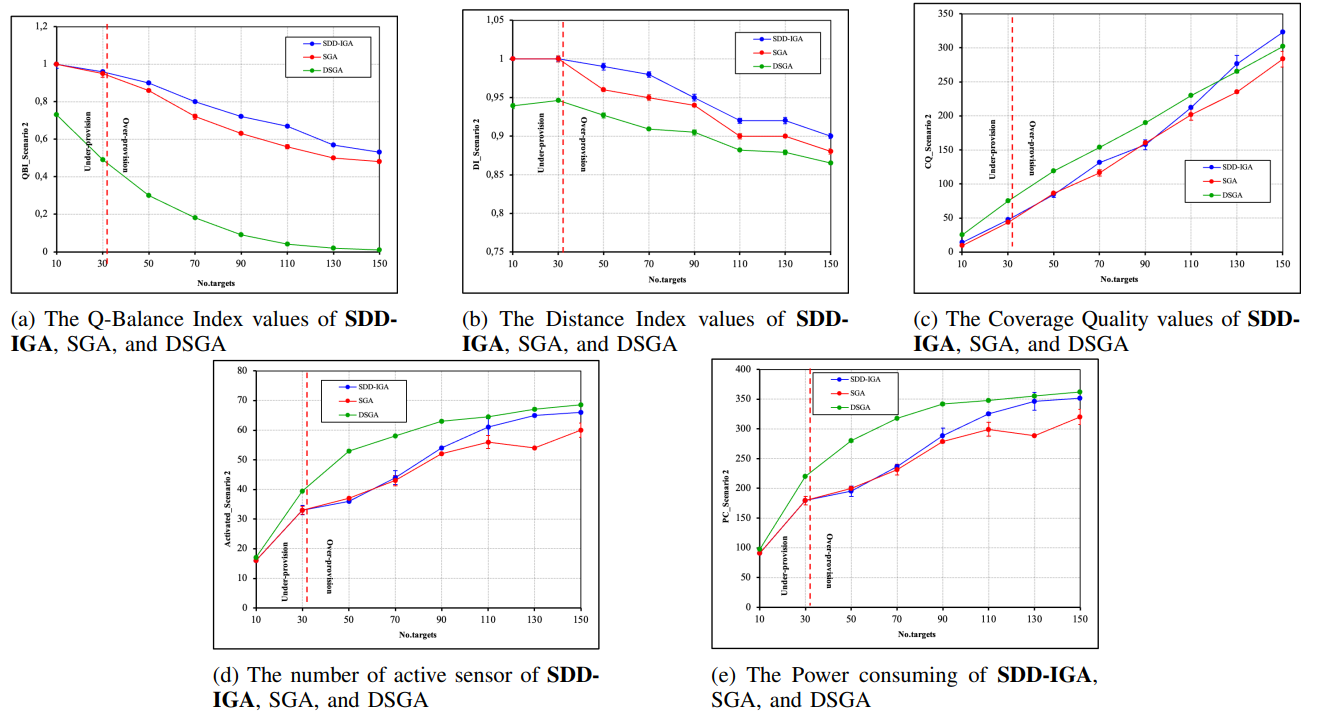 1,2
1
0,8
0,6
0,4
0,2
0
QBI_Scenario 2
SDD-IGA
SGA
DSGA
Under-provision
Over-provision
10 30 50 70 90 110 130 150
No.targets
(a) The Q-Balance Index values of SDD-
IGA, SGA, and DSGA
1,05
1
0,95
0,9
0,85
0,8
0,75
DI_Scenario 2
SDD-IGA
SGA
DSGA
Under-provision
Over-provision
10 30 50 70 90 110 130 150
No.targets
(b) The Distance Index values of SDD-
IGA, SGA, and DSGA
350
300
250
200
150
100
50
0
CQ_Scenario 2
Under-provision
Over-provision
SDD-IGA
SGA
DSGA
10 30 50 70 90 110 130 150
No.targets
(c) The Coverage Quality values of SDD-
IGA, SGA, and DSGA
80
70
60
50
40
30
20
10
0
Activated_Scenario 2
SDD-IGA
SGA
DSGA
Under-provision
Over-provision
10 30 50 70 90 110 130 150
No.targets
(d) The number of active sensor of SDD-
IGA, SGA, and DSGA
400
350
300
250
200
150
100
50
0
PC_Scenario 2
SDD-IGA
SGA
DSGA
Under-provision
Over-provision
10 30 50 70 90 110 130 150
No.targets
(e) The Power consuming of SDD-IGA,
SGA, and DSGA